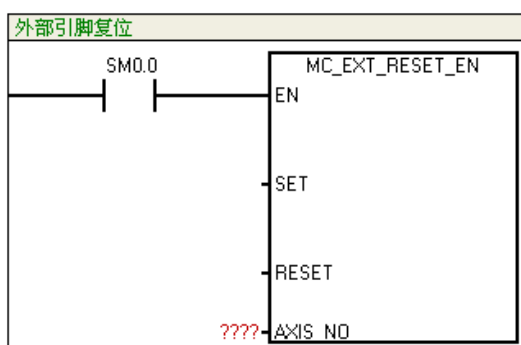 外部引脚复位
SM0.0
MC_EXT_RESET_EN
EN
SET
RESET
????
AXIS_NO